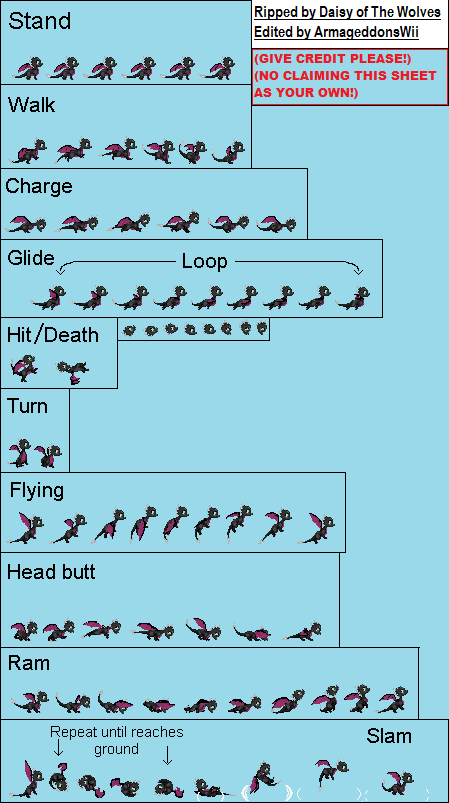 Stand
Ripped by Daisy of The Wolves
Edited by ArmageddonsWii
(GIVE CREDIT PLEASE!)
(NO CLAIMING THIS SHEET
AS YOUR OWN!)
Walk
Charge
Glide
Loop
Hit/Death
Turn
Flying
Head butt
Ram
Repeat until reaches
ground
Slam